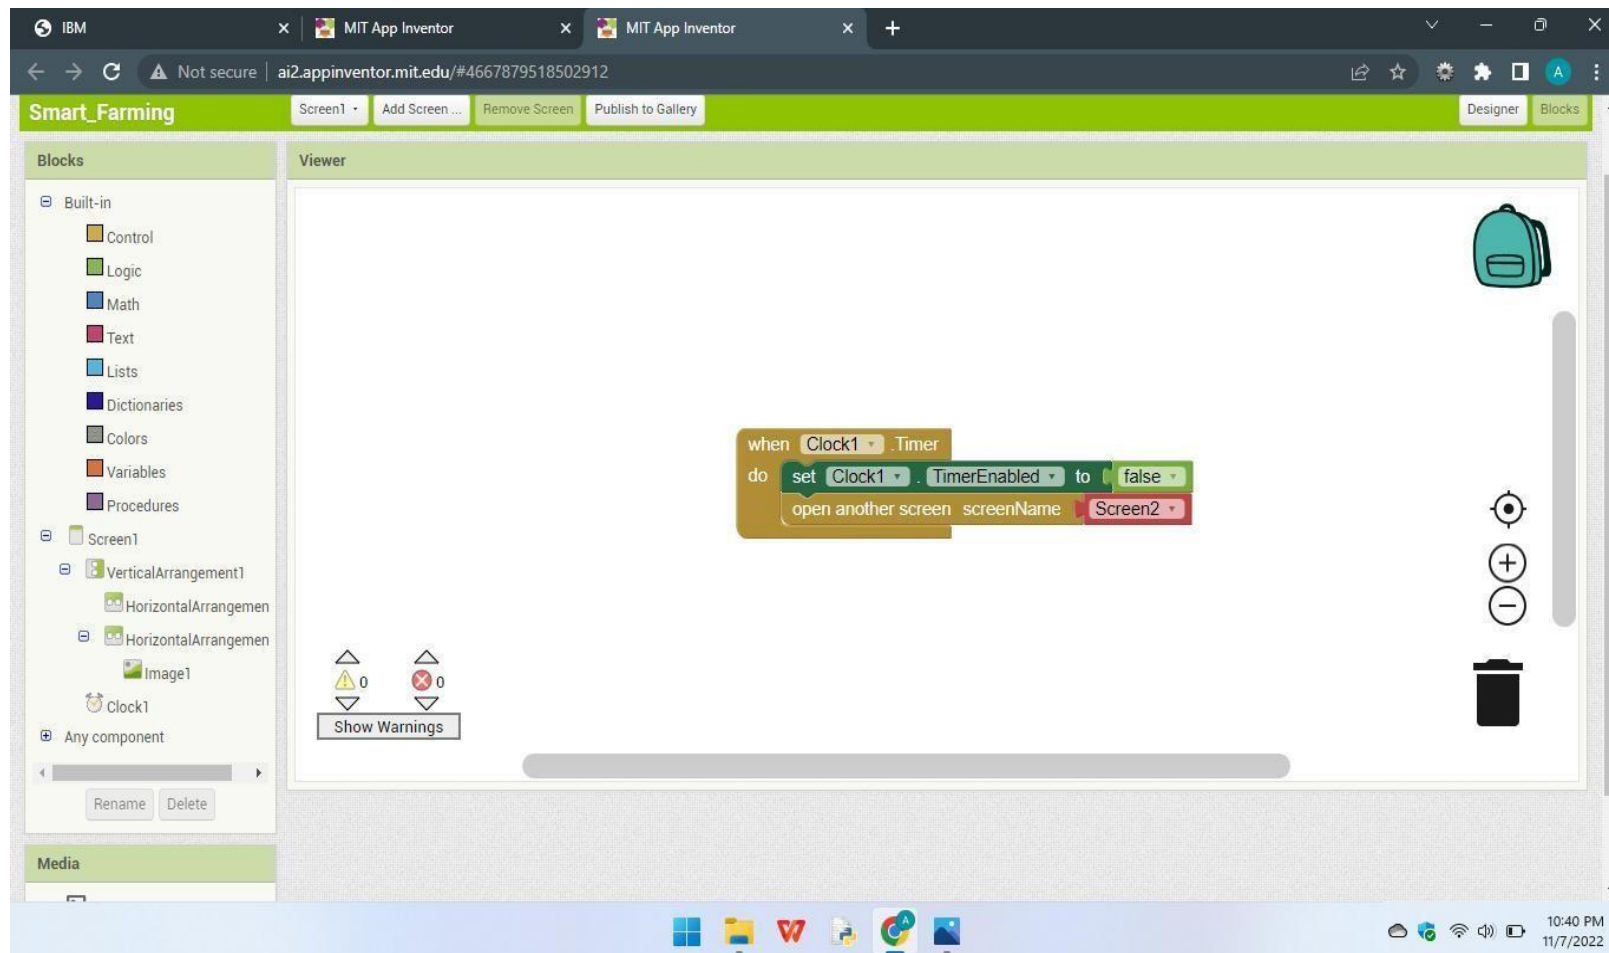 IBM
MIT App Inventor
MIT App Inventor
Not secure
ai2.appinventor.mit.edu/#4667879518502912
A
Smart_Farming
Screen1
Add Screen ...
Remove Screen
Publish to Gallery
Designer
Blocks
Blocks
Viewer
Built-in
Control
Logic
Math
Text
Lists
Dictionaries
Colors
Variables
Procedures
Screen1
VerticalArrangement1
HorizontalArrangemen
HorizontalArrangemen
Image1
Clock1
Any component
Rename
Delete
Media
when Clock1 .Timer
do set Clock1 . TimerEnabled to false
open another screen screenName Screen2
0
0
Show Warnings
W
A
10:40 PM
11/7/2022